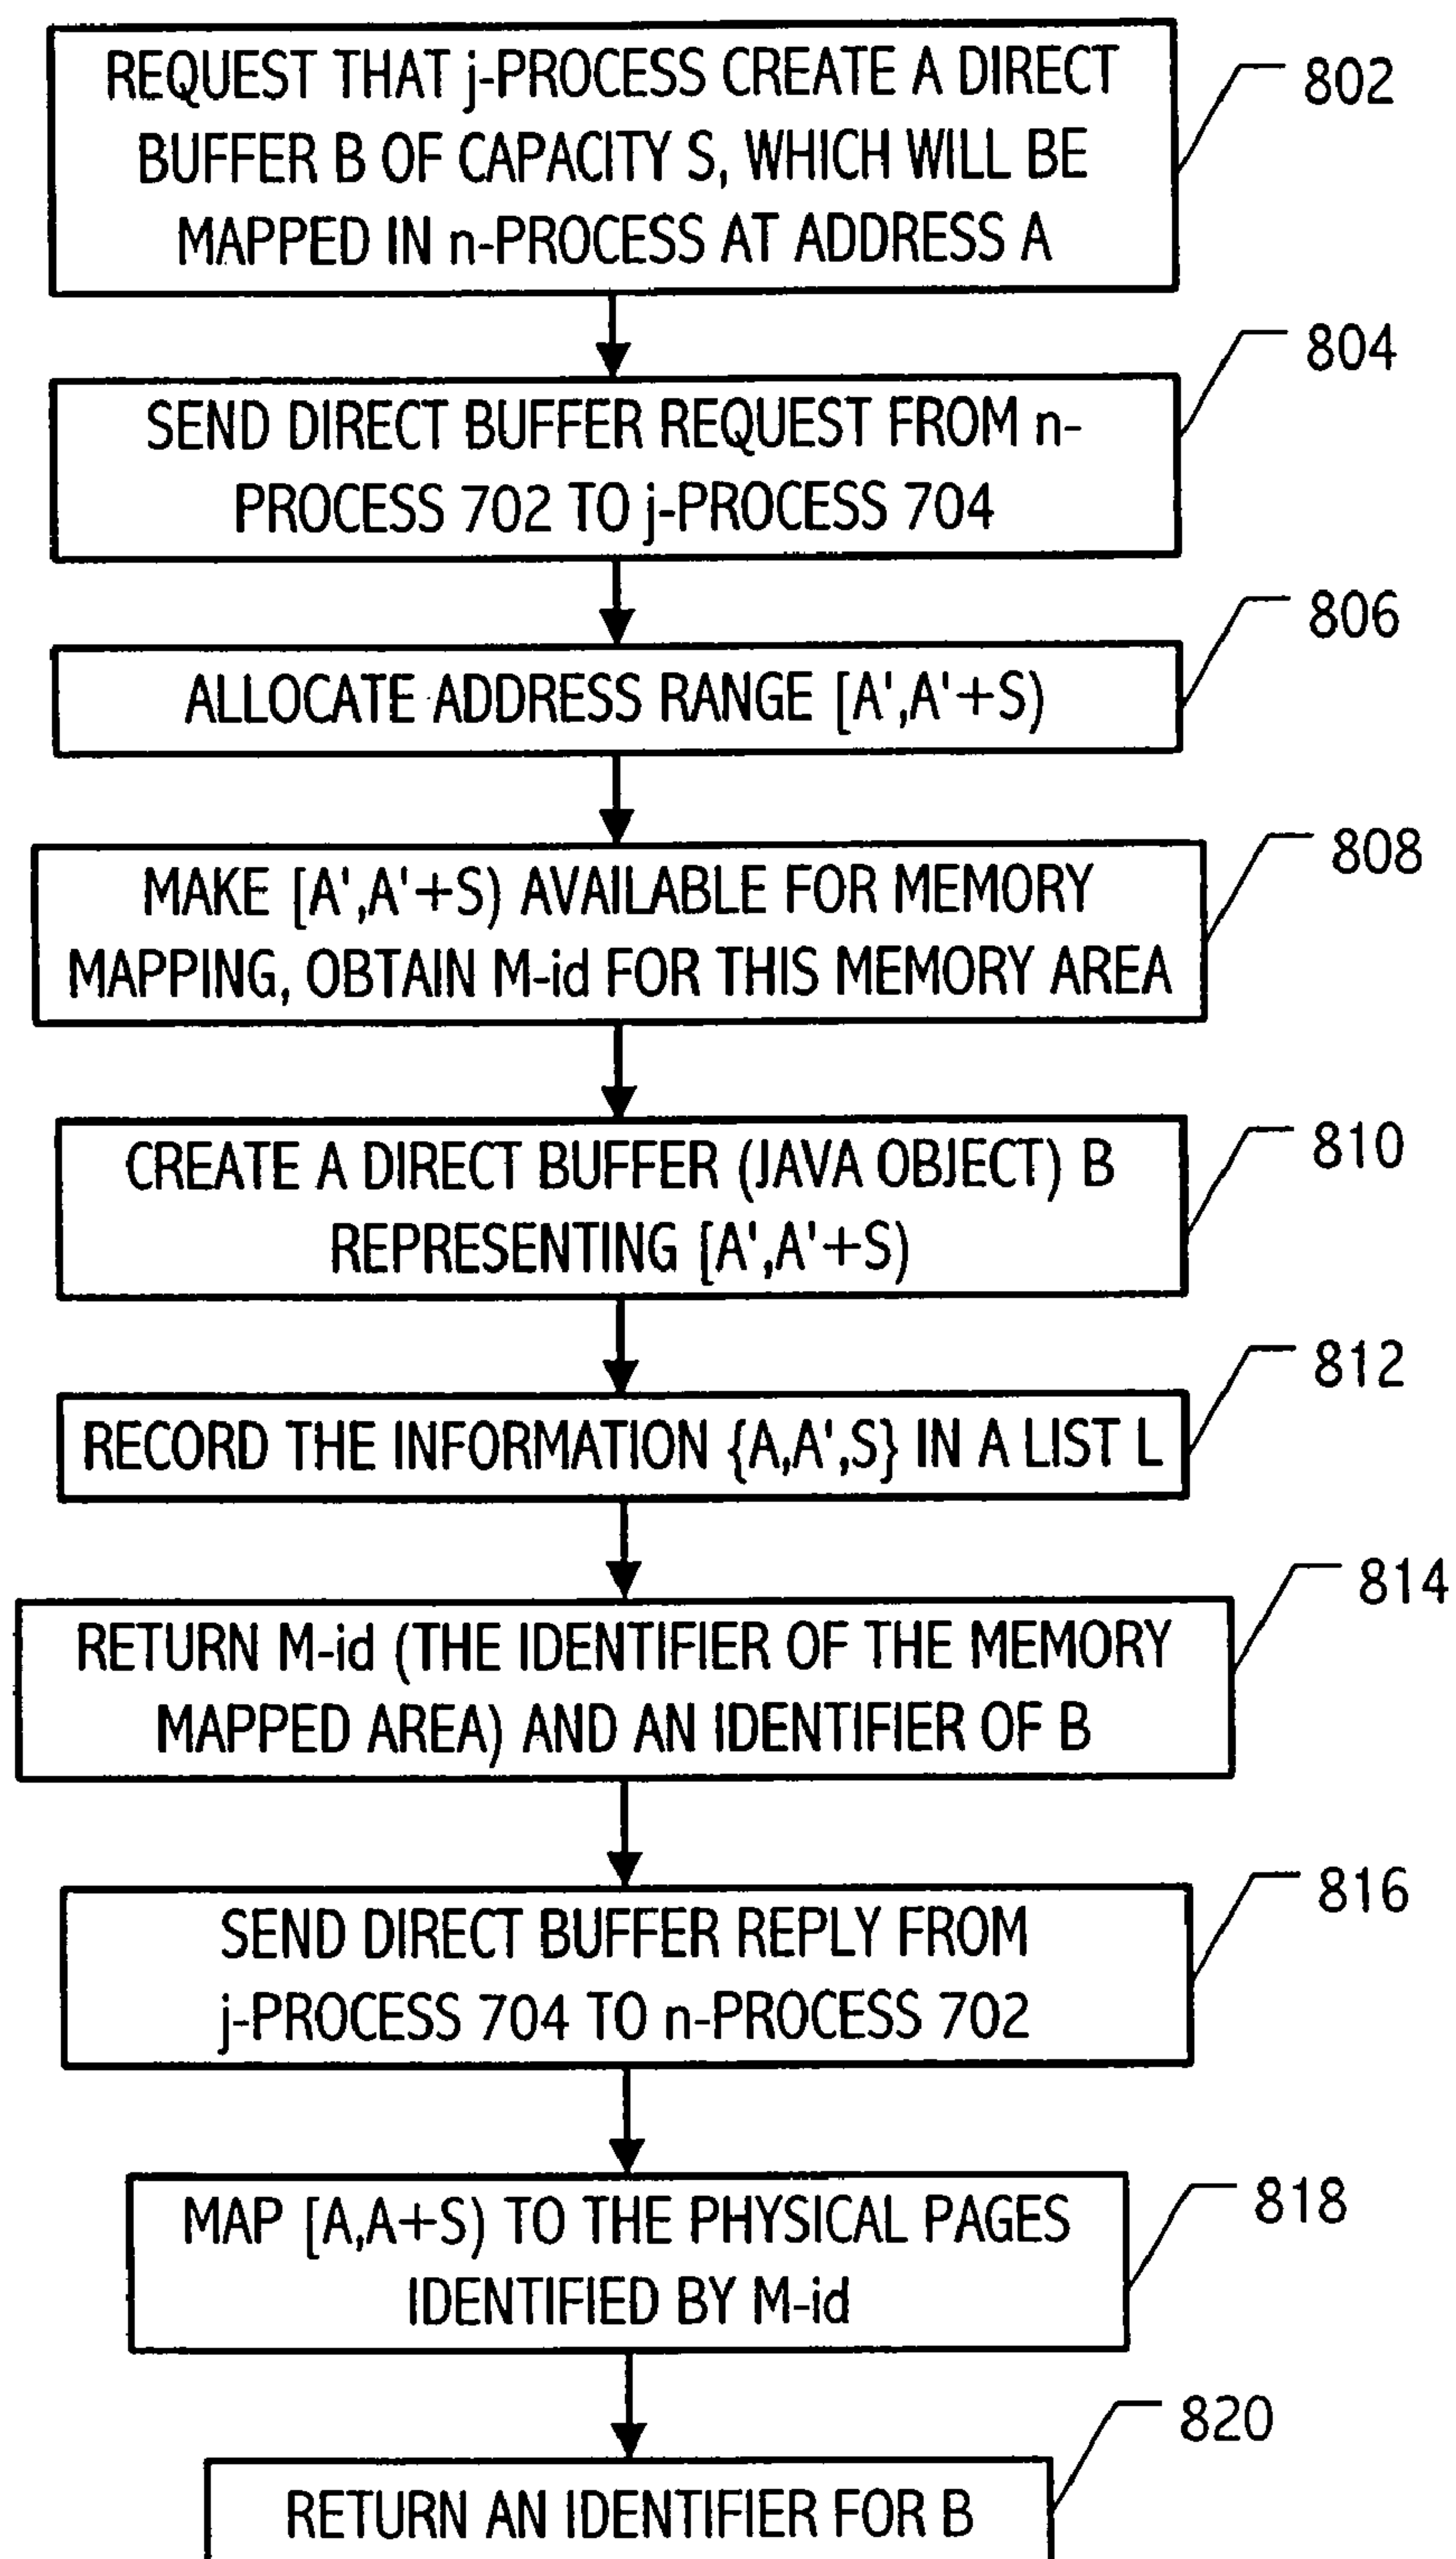 REQUEST THAT j-PROCESS CREATE A DIRECT
BUFFER B OF CAPACITY S, WHICH WILL BE
MAPPED IN n-PROCESS AT ADDRESS A
802
SEND DIRECT BUFFER REQUEST FROM n-
PROCESS 702 TO j-PROCESS 704
804
ALLOCATE ADDRESS RANGE [A',A'+S)
806
MAKE [A',A'+S) AVAILABLE FOR MEMORY
MAPPING, OBTAIN M-id FOR THIS MEMORY AREA
808
CREATE A DIRECT BUFFER (JAVA OBJECT) B
REPRESENTING [A',A'+S)
810
RECORD THE INFORMATION {A,A',S} IN A LIST L
812
RETURN M-id (THE IDENTIFIER OF THE MEMORY
MAPPED AREA) AND AN IDENTIFIER OF B
814
SEND DIRECT BUFFER REPLY FROM
j-PROCESS 704 TO n-PROCESS 702
816
MAP [A,A+S) TO THE PHYSICAL PAGES
IDENTIFIED BY M-id
818
RETURN AN IDENTIFIER FOR B
820